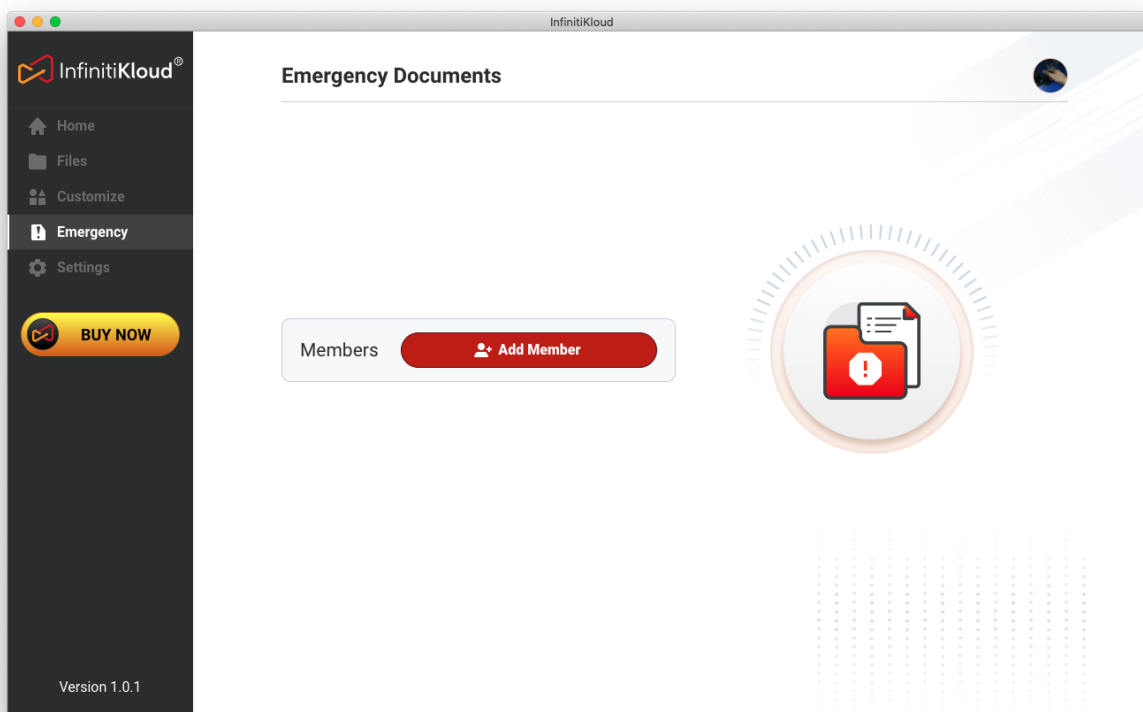 InfinitiKloud
InfinitiKloud®
Home
Files
Customize
Emergency
Settings
BUY NOW
Version 1.0.1
Emergency Documents
Members
Add Member